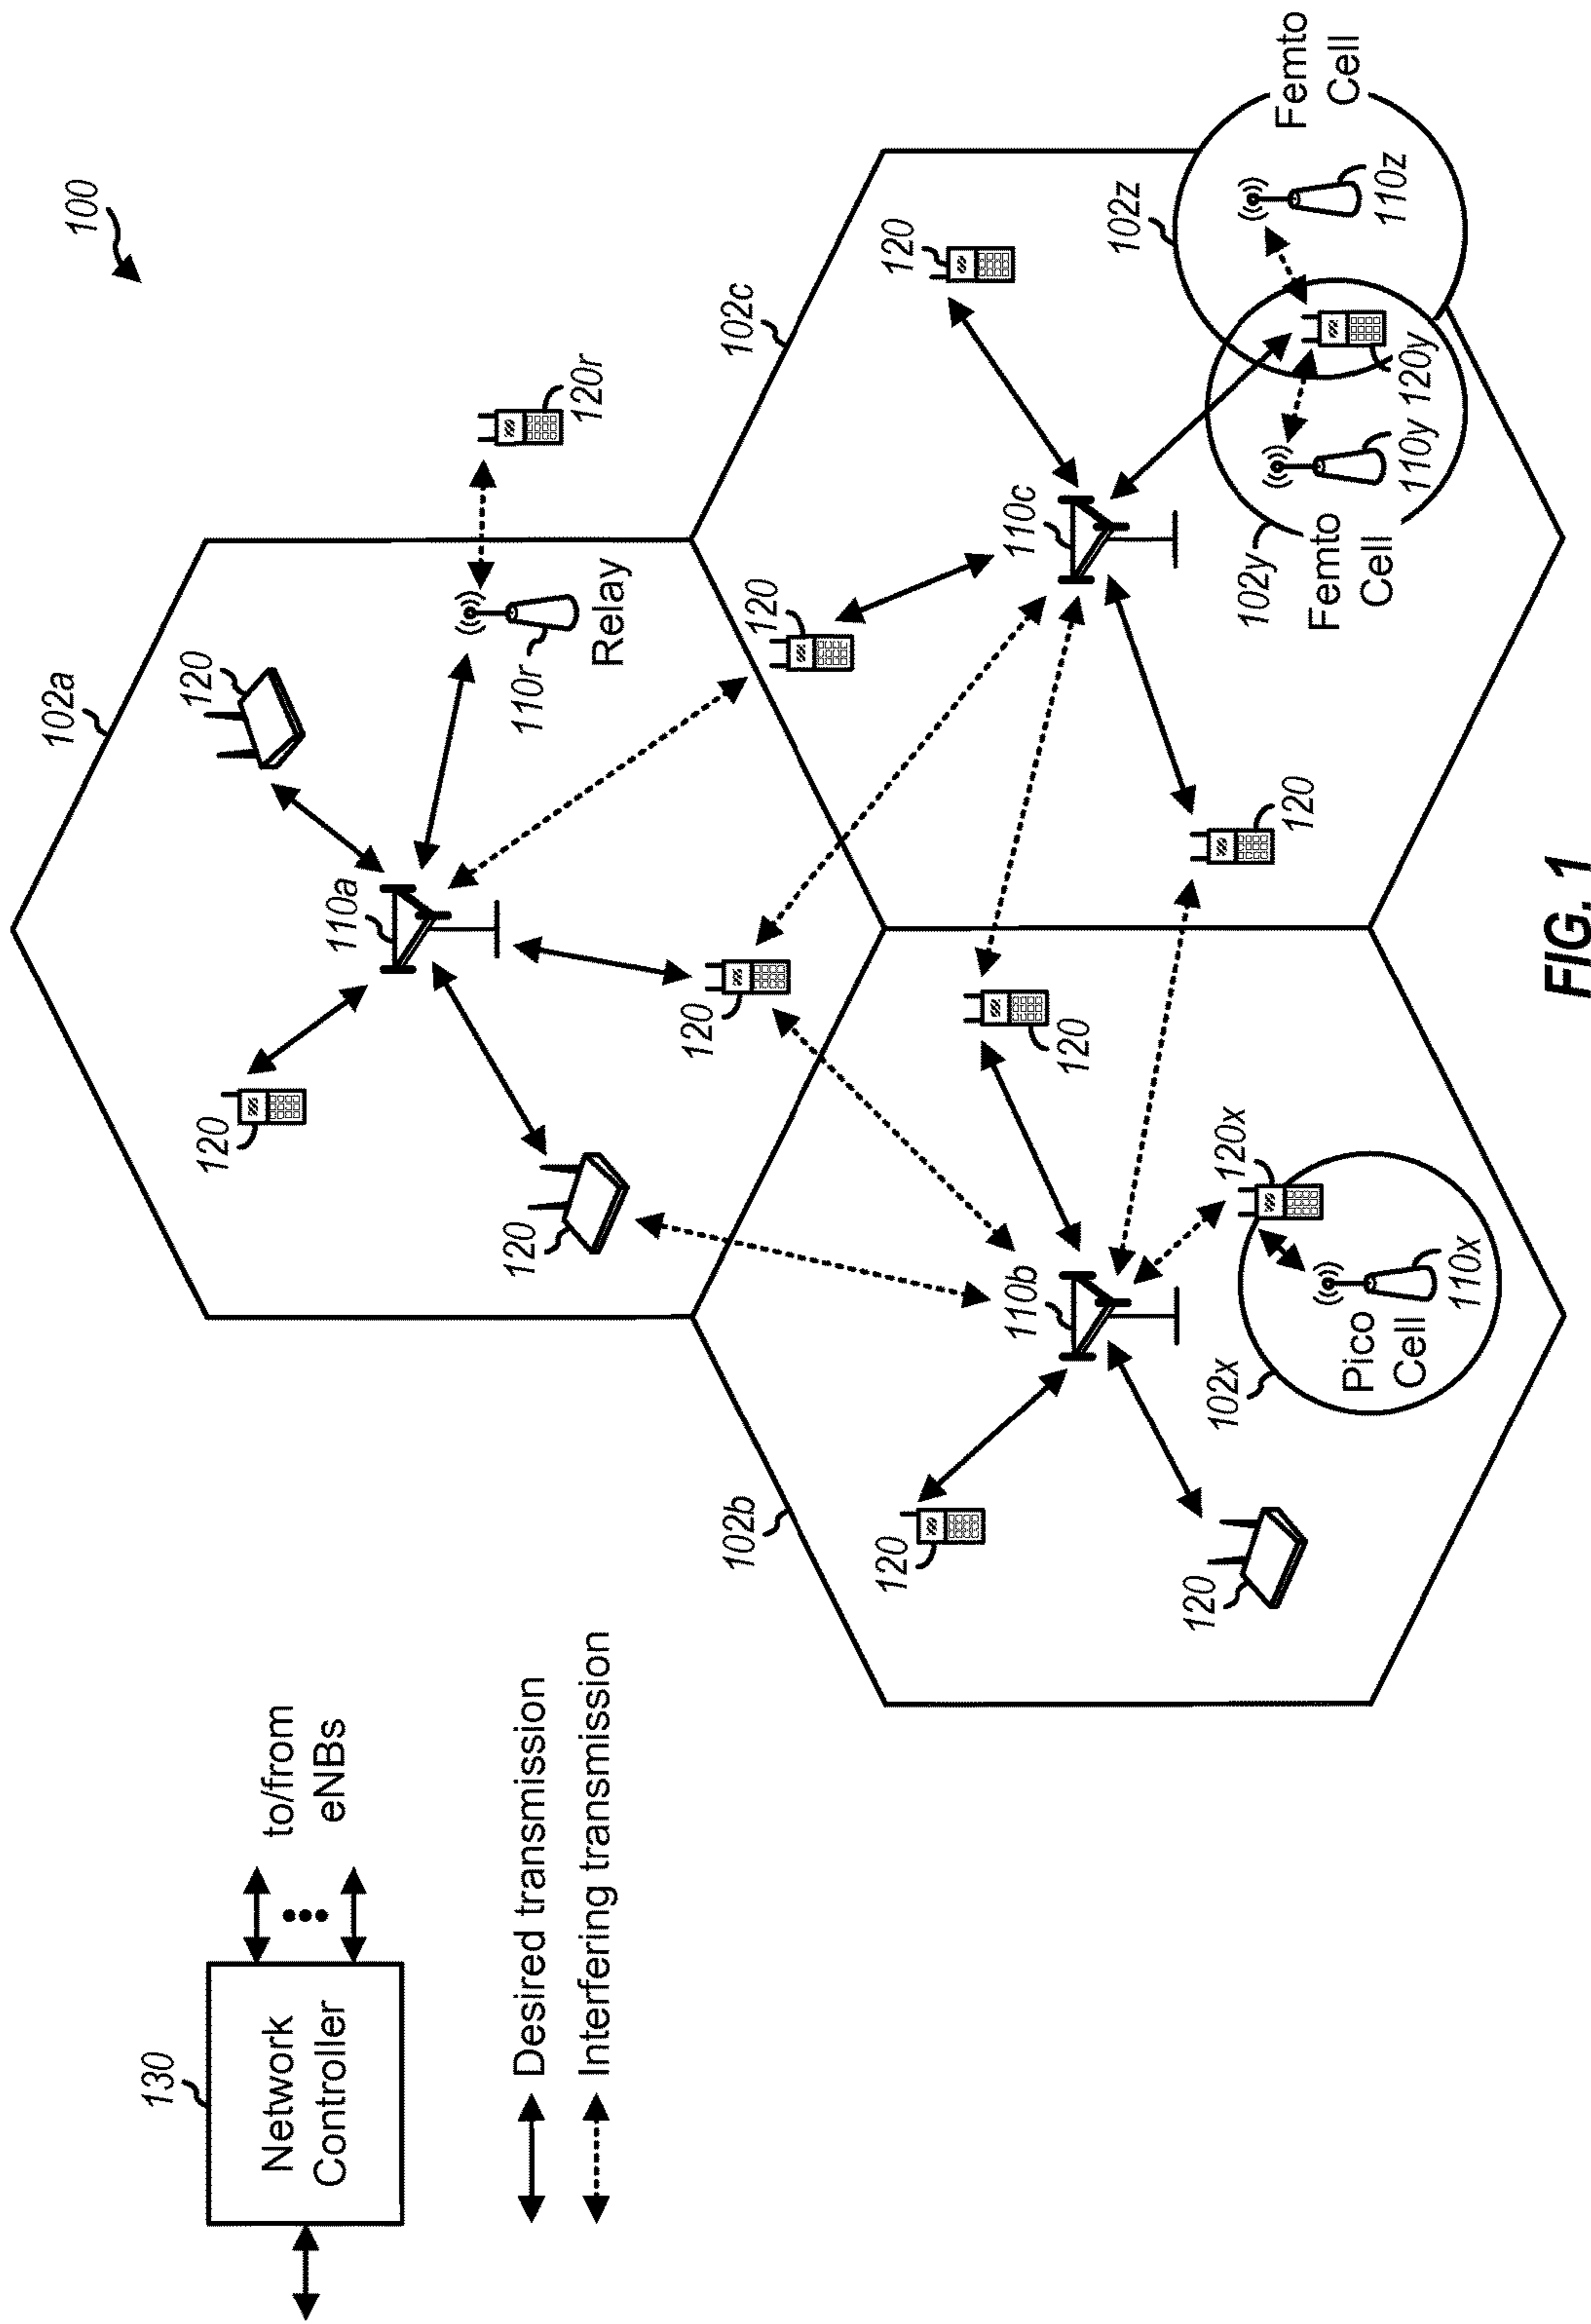 100
130
Network
Controller
to/from
eNBs
Desired transmission
Interfering transmission
102a
120
120
110a
120
110r
Relay
120r
120
120
102b
102c
120
120
120
110b
110c
120
120
120x
120
102x
Pico
Cell
110x
102y
Femto
Cell
110y
120y
102z
110z
Femto
Cell
FIG. 1